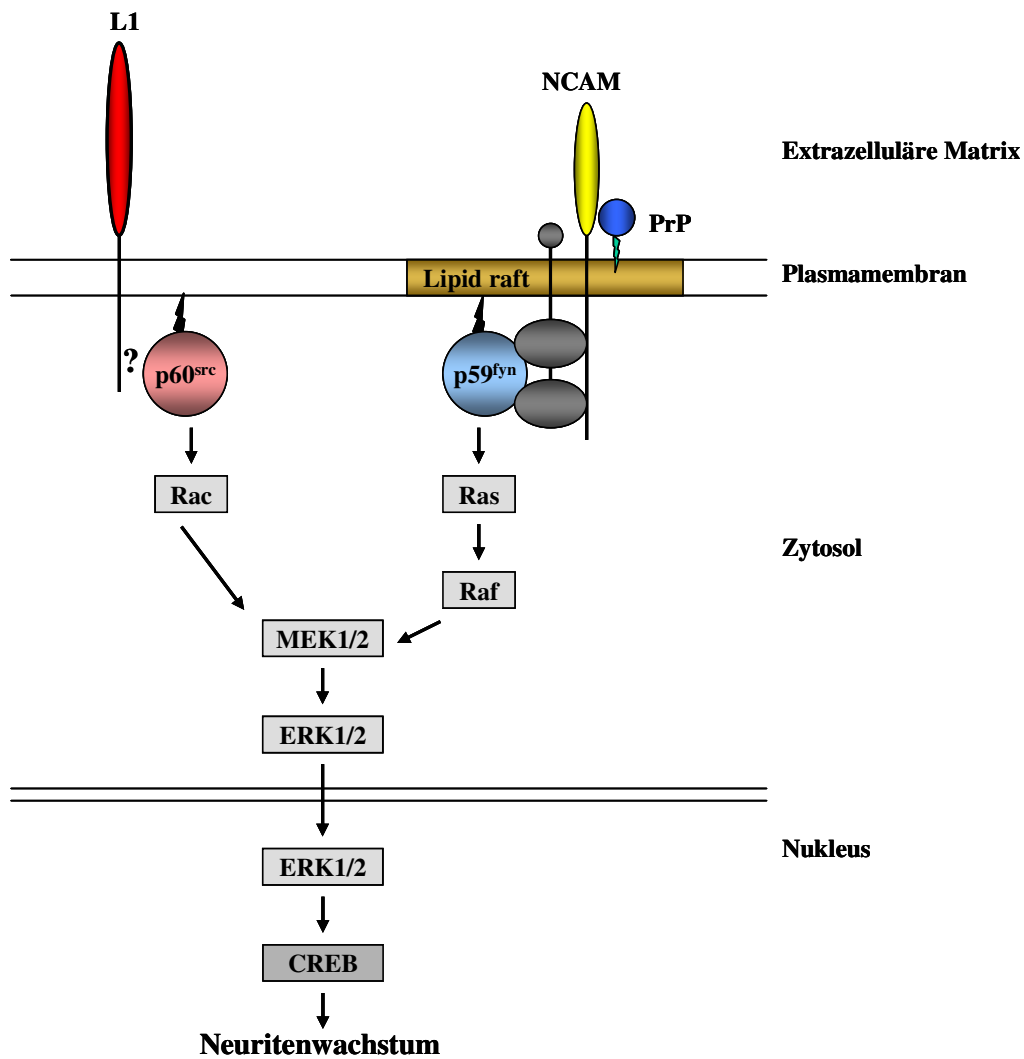 L1
NCAM
Extrazelluläre Matrix
PrP
Lipid raft
Plasmamembran
?
p60src
p59fyn
Rac
Ras
Zytosol
Raf
MEK1/2
ERK1/2
Nukleus
ERK1/2
CREB
Neuritenwachstum